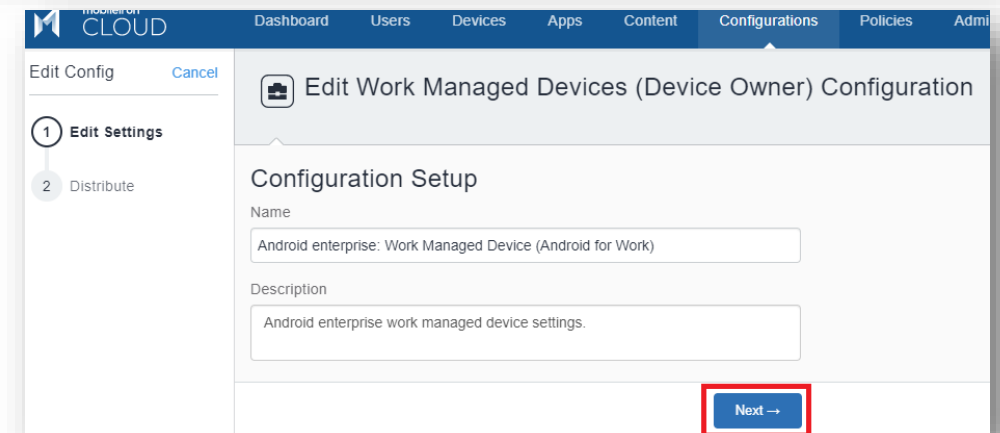 mobileiron
CLOUD
Dashboard Users Devices Apps Content Configurations Policies Admi
Edit Config Cancel
1 Edit Settings
2 Distribute
Edit Work Managed Devices (Device Owner) Configuration
Configuration Setup
Name
Android enterprise: Work Managed Device (Android for Work)
Description
Android enterprise work managed device settings.
Next →